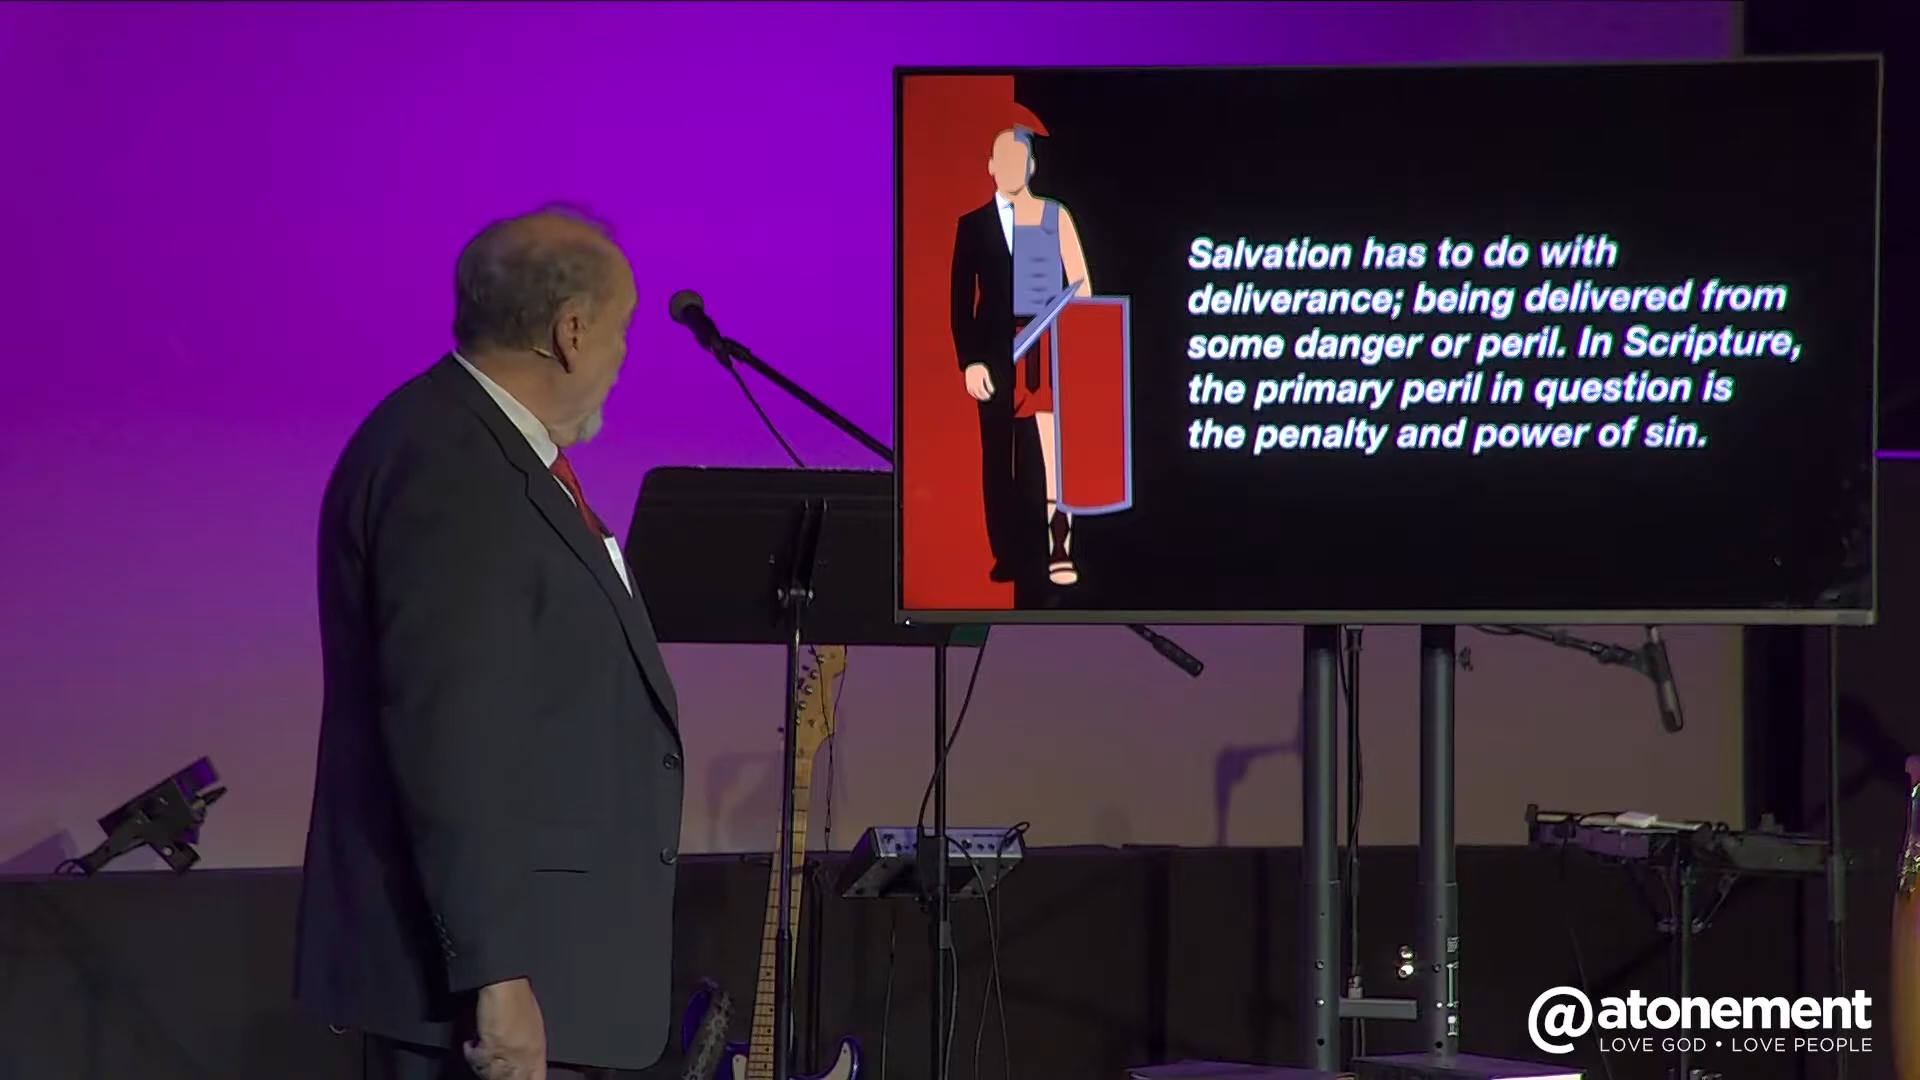 Salvation has to do with
deliverance; being delivered from
some danger or peril. In Scripture,
the primary peril in question is
the penalty and power of sin.
@atonement
LOVE GOD • LOVE PEOPLE